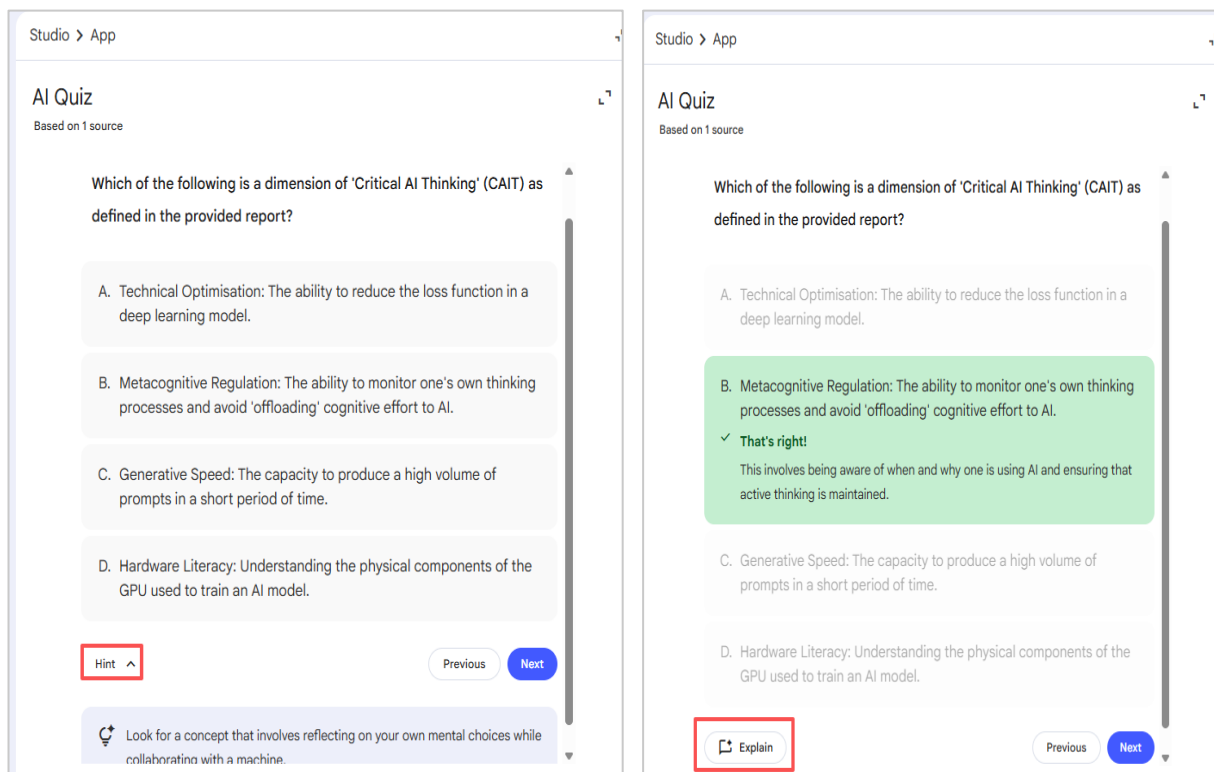 Studio > App
AI Quiz
Based on 1 source
Which of the following is a dimension of 'Critical AI Thinking' (CAIT) as
defined in the provided report?
A. Technical Optimisation: The ability to reduce the loss function in a
deep learning model.
B. Metacognitive Regulation: The ability to monitor one's own thinking
processes and avoid 'offloading' cognitive effort to AI.
C. Generative Speed: The capacity to produce a high volume of
prompts in a short period of time.
D. Hardware Literacy: Understanding the physical components of the
GPU used to train an AI model.
Hint
Previous
Next
Look for a concept that involves reflecting on your own mental choices while
collaborating with a machine.
Studio > App
AI Quiz
Based on 1 source
Which of the following is a dimension of 'Critical AI Thinking' (CAIT) as
defined in the provided report?
A. Technical Optimisation: The ability to reduce the loss function in a
deep learning model.
B. Metacognitive Regulation: The ability to monitor one's own thinking
processes and avoid 'offloading' cognitive effort to AI.
✓ That's right!
This involves being aware of when and why one is using AI and ensuring that
active thinking is maintained.
C. Generative Speed: The capacity to produce a high volume of
prompts in a short period of time.
D. Hardware Literacy: Understanding the physical components of the
GPU used to train an AI model.
Explain
Previous
Next